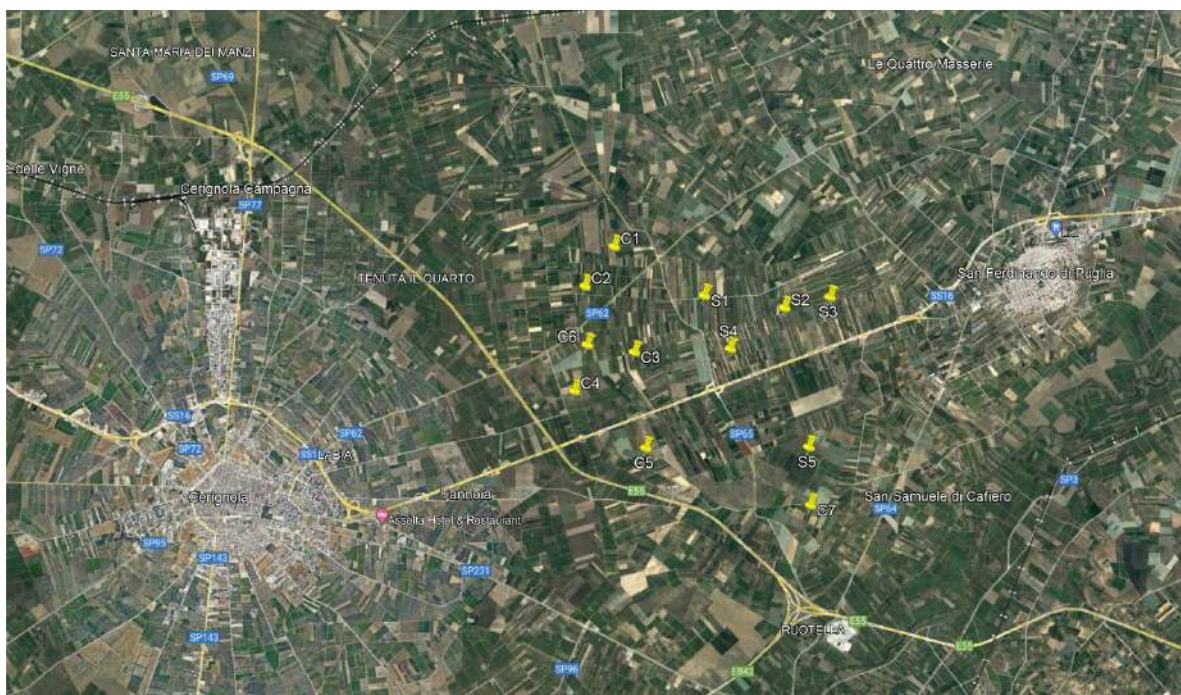 SANTA MARIA DEI MANZI
SP69
Le Quattro Masserie
E55
e delle Vigne
Cerignola Campagna
SP77
SP72
C1
San Ferdinando di Puglia
TENUTA IL QUARTO
C2
S1
S2
S3
SS16
SP62
C6
S4
C3
C4
SS16
SP62
SP65
SP72
SS1
LABIA
C5
S5
E55
Cerignola
Tannoia
San Samuele di Cafiero
SP3
C7
SP64
Assalta Hotel & Restaurant
SP95
SP143
SP231
RUOTELLA
E55
SP143
E55
SP96
E842